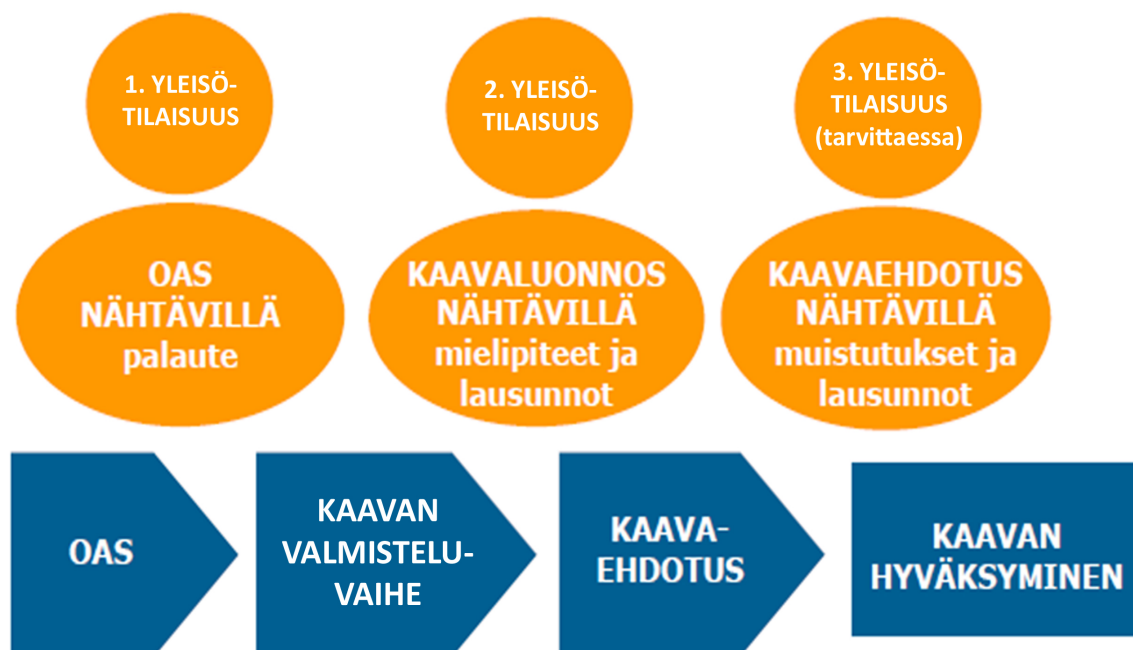 1. YLEISÖ-
TILAISUUS
2. YLEISÖ-
TILAISUUS
3. YLEISÖ-
TILAISUUS
(tarvittaessa)
OAS
NÄHTÄVILLÄ
palaute
KAAVALUONNOS
NÄHTÄVILLÄ
mielipiteet ja
lausunnot
KAAVAEHDOTUS
NÄHTÄVILLÄ
muistutukset ja
lausunnot
OAS
KAAVAN
VALMISTELU-
VAIHE
KAAVA-
EHDOTUS
KAAVAN
HYVÄKSYMINEN